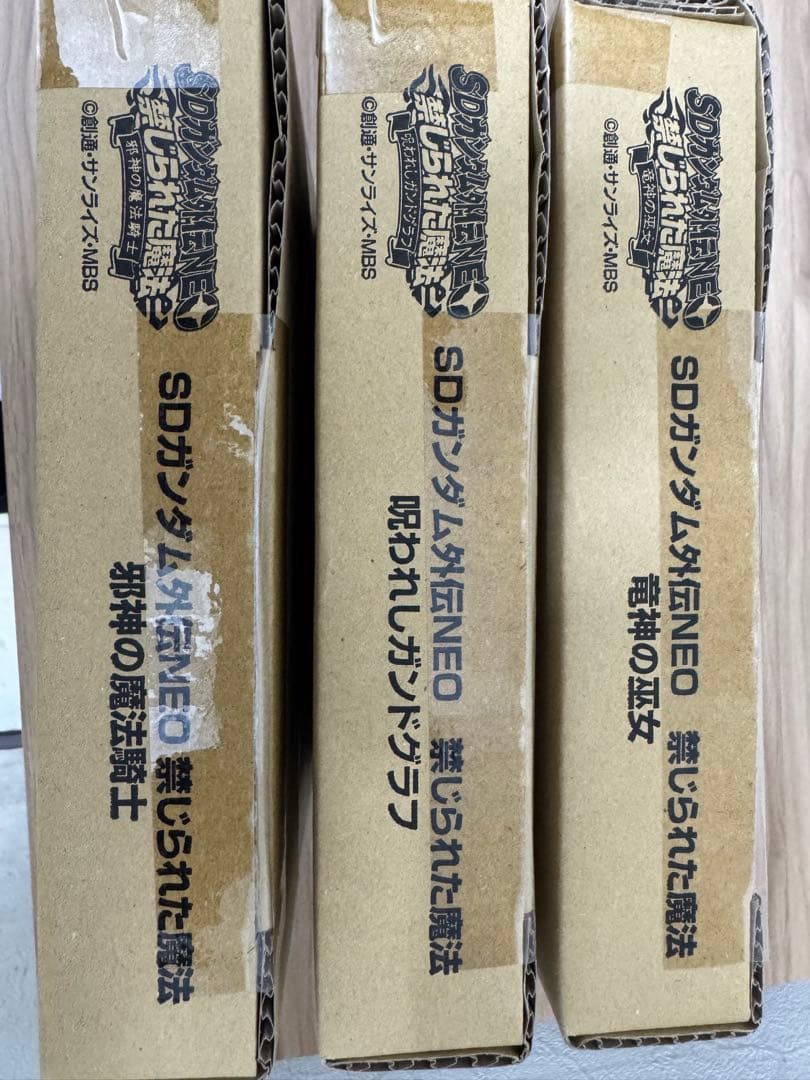 SDガンダム外伝NEO
禁じられた魔法
邪神の魔法騎士
©創通・サンライズ・MBS
SDガンダム外伝NEO 禁じられた魔法
邪神の魔法騎士
SDガンダム外伝NEO
禁じられた魔法
呪われしガンドグラフ
©創通・サンライズ・MBS
SDガンダム外伝NEO 禁じられた魔法
呪われしガンドグラフ
SDガンダム外伝NEO
禁じられた魔法
竜神の巫女
©創通・サンライズ・MBS
SDガンダム外伝NEO 禁じられた魔法
竜神の巫女